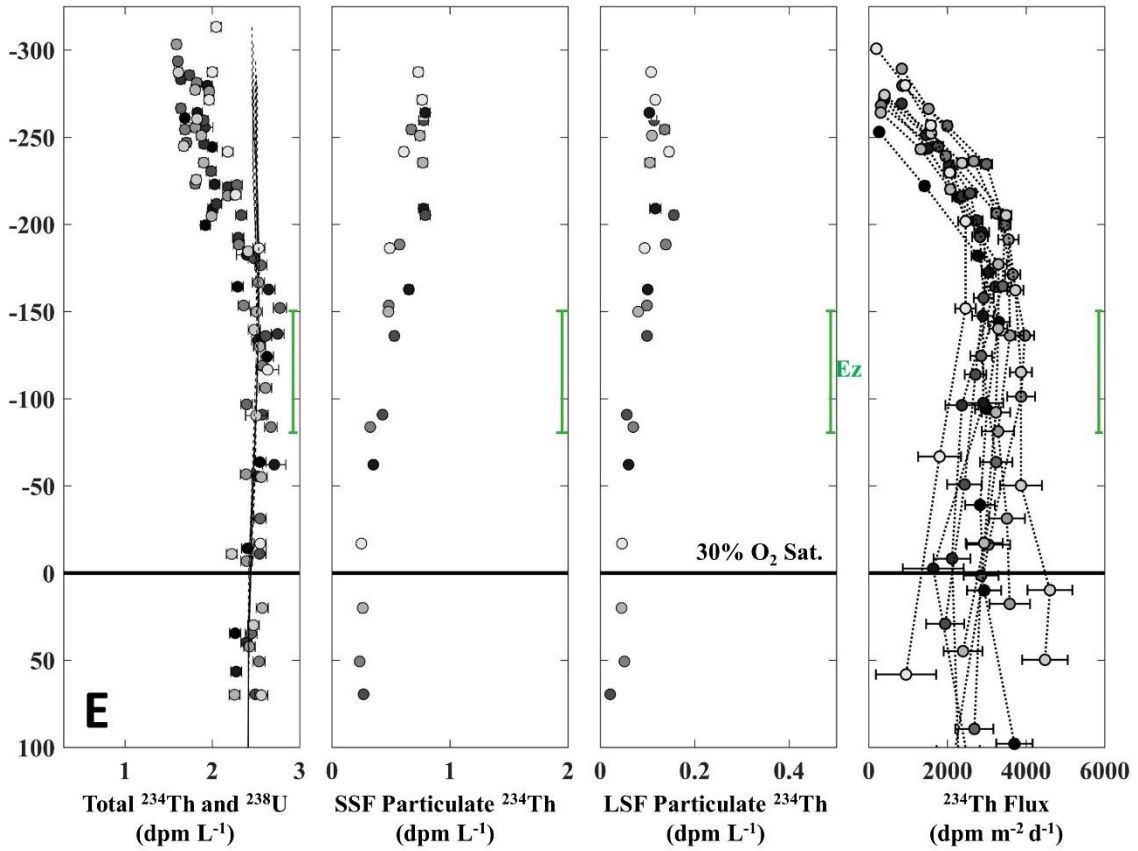 -300
-250
-200
-150
-100
-50
0
50
100
E
Ez
30% O₂ Sat.
1 2 3
0 1 2
0 0.2 0.4
0 2000 4000 6000
Total ²³⁴Th and ²³⁸U
(dpm L⁻¹)
SSF Particulate ²³⁴Th
(dpm L⁻¹)
LSF Particulate ²³⁴Th
(dpm L⁻¹)
²³⁴Th Flux
(dpm m⁻² d⁻¹)